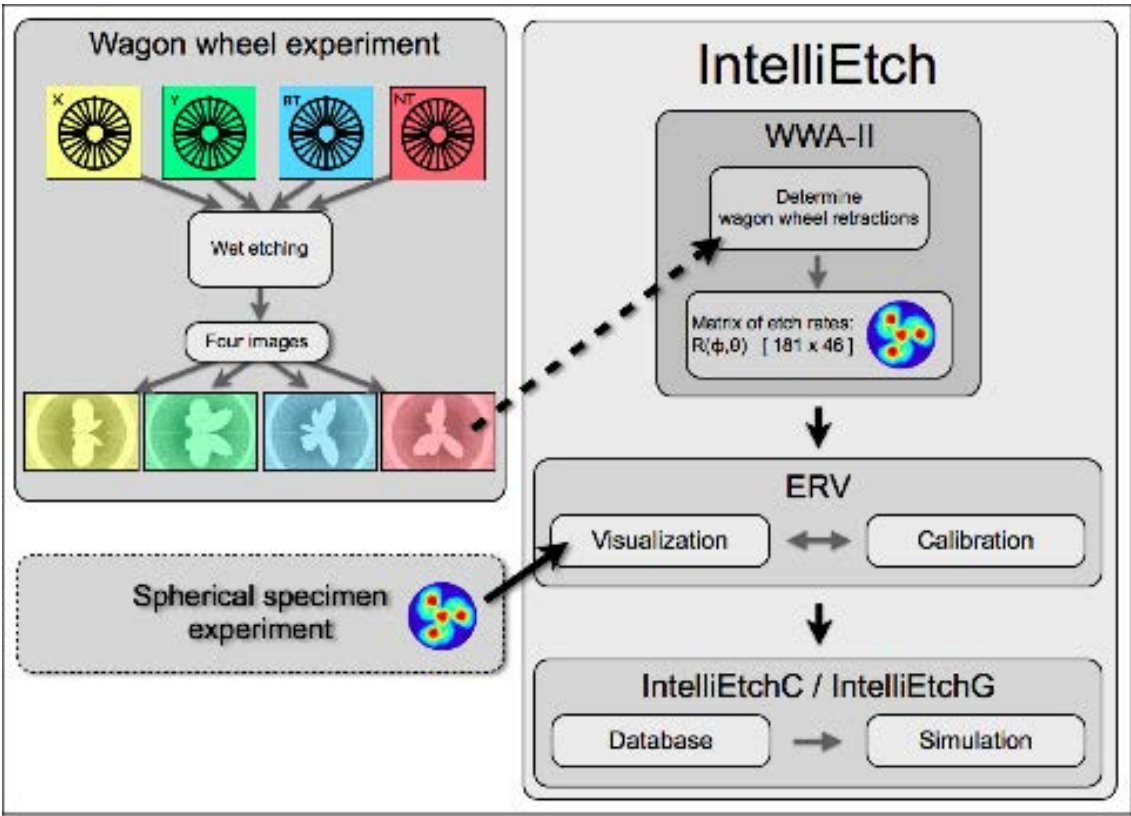 Wagon wheel experiment
X
Y
RT
NT
Wet etching
Four images
Spherical specimen
experiment
IntelliEtch
WWA-II
Determine
wagon wheel retractions
Matrix of etch rates:
R(ϕ,θ) [ 181 x 46 ]
ERV
Visualization
Calibration
IntelliEtchC / IntelliEtchG
Database
Simulation